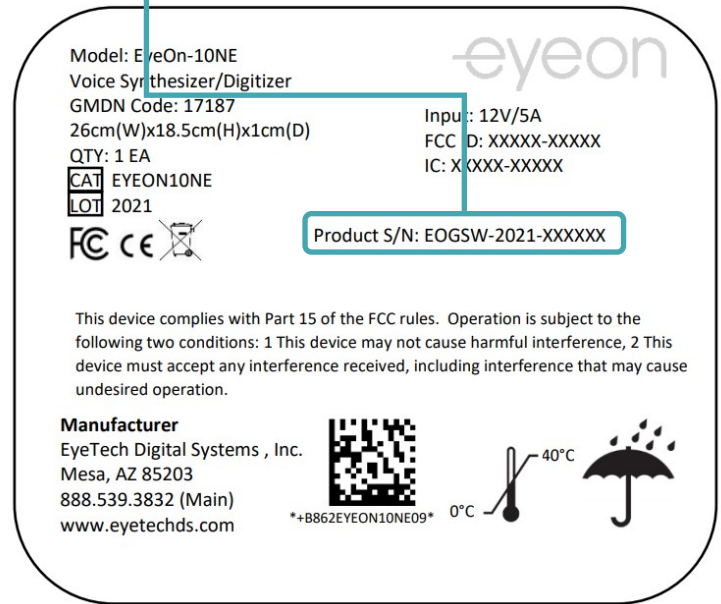 eyeon
Model: EyeOn-10NE
Voice Synthesizer/Digitizer
GMDN Code: 17187
26cm(W)x18.5cm(H)x1cm(D)
QTY: 1 EA
CAT EYEON10NE
LOT 2021
FC CE
Input: 12V/5A
FCC ID: XXXXX-XXXXX
IC: XXXXX-XXXXX
Product S/N: EOGSW-2021-XXXXXX
This device complies with Part 15 of the FCC rules. Operation is subject to the
following two conditions: 1 This device may not cause harmful interference, 2 This
device must accept any interference received, including interference that may cause
undesired operation.
Manufacturer
EyeTech Digital Systems , Inc.
Mesa, AZ 85203
888.539.3832 (Main)
www.eyetechds.com
*+B862EYEON10NE09*
0°C
40°C